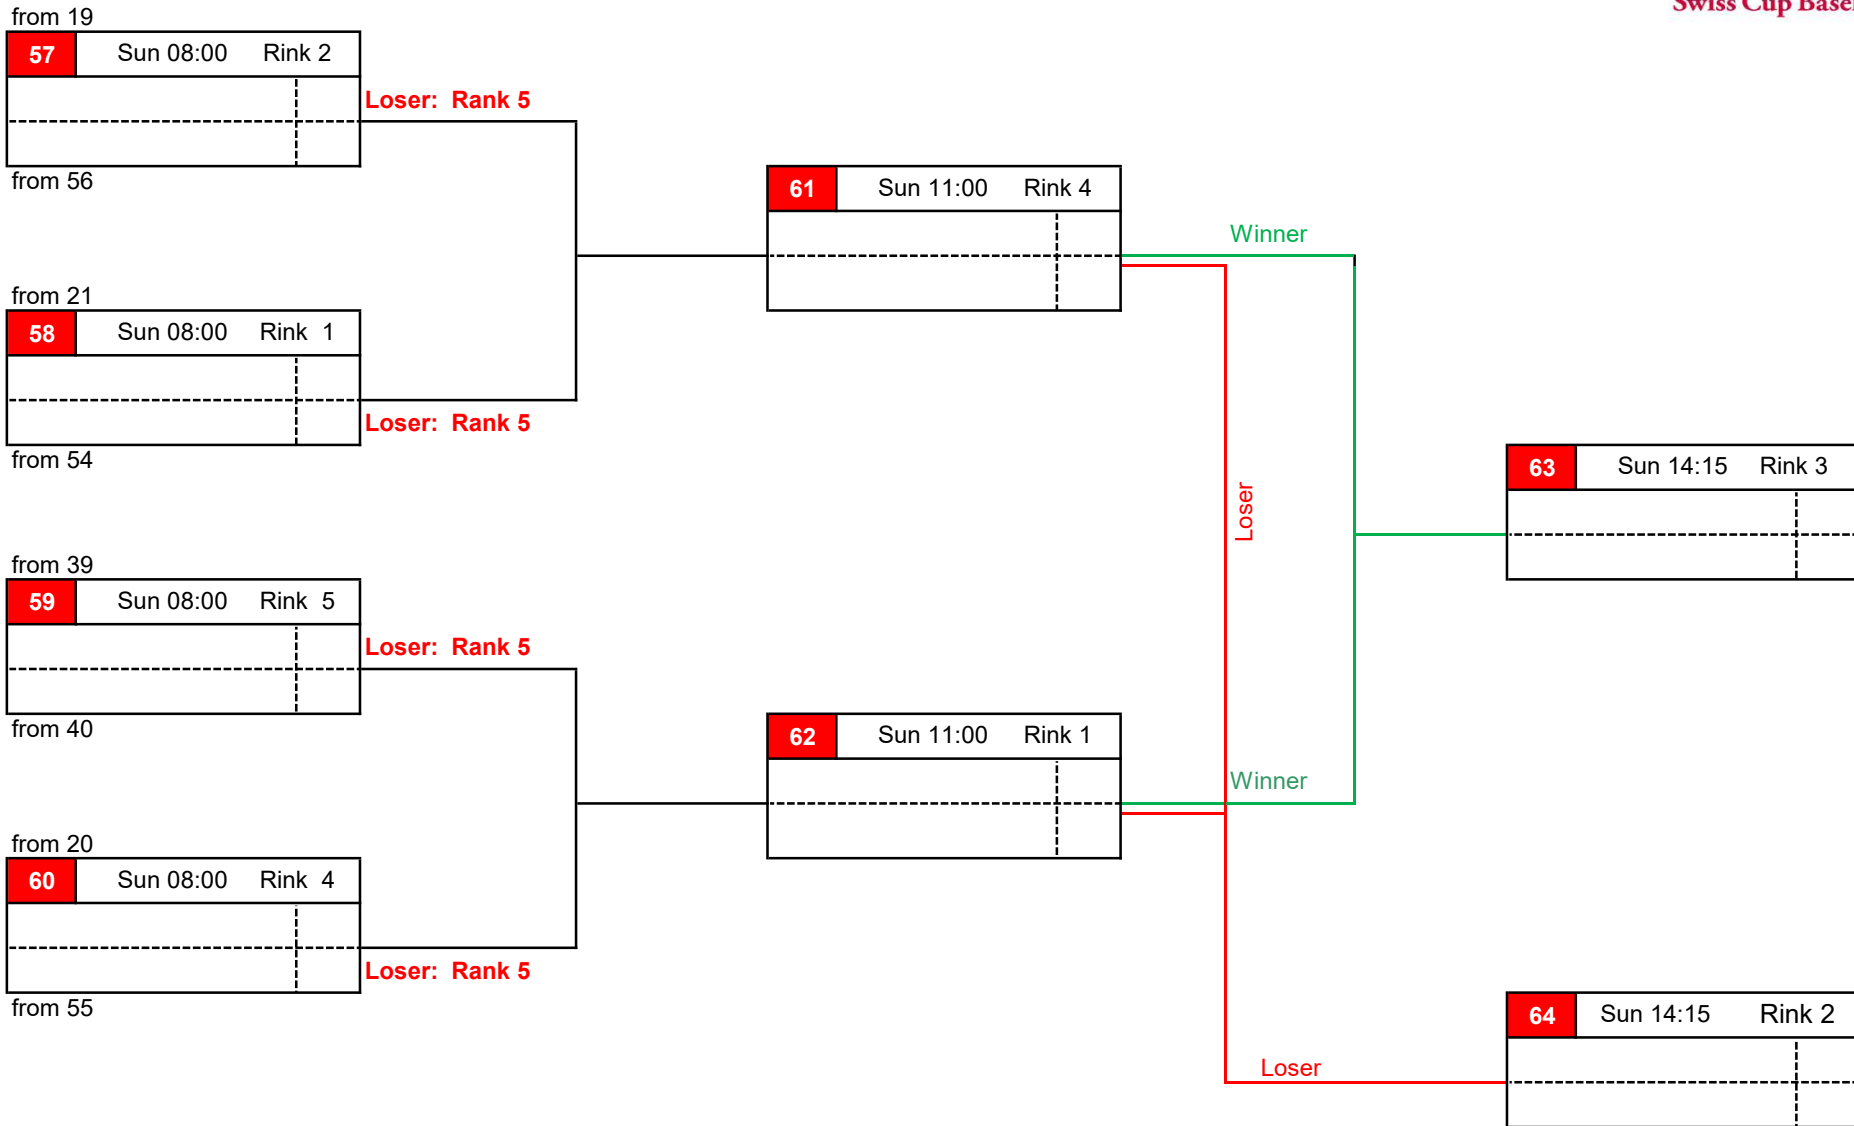 Swiss Cup Basel
from 19
57 Sun 08:00 Rink 2
Loser: Rank 5
from 56
61 Sun 11:00 Rink 4
Winner
from 21
58 Sun 08:00 Rink 1
Loser: Rank 5
from 54
63 Sun 14:15 Rink 3
Loser
from 39
59 Sun 08:00 Rink 5
Loser: Rank 5
from 40
62 Sun 11:00 Rink 1
Winner
from 20
60 Sun 08:00 Rink 4
Loser: Rank 5
from 55
64 Sun 14:15 Rink 2
Loser